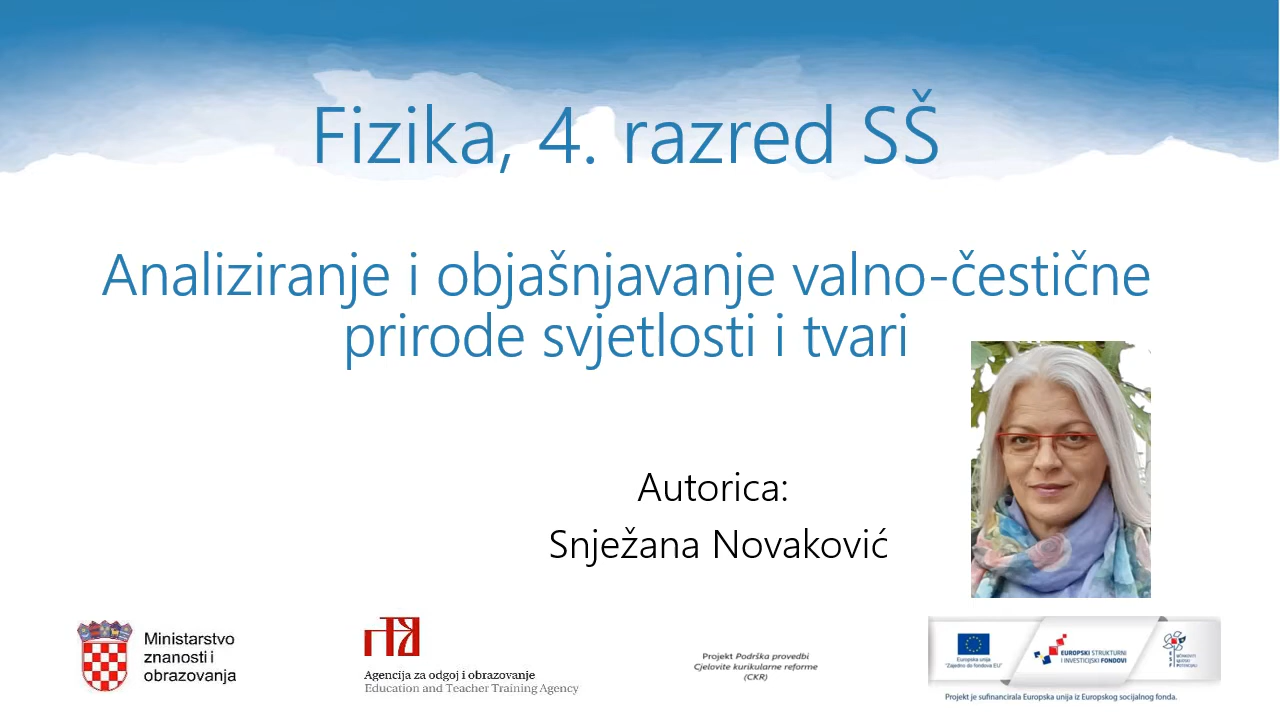 Fizika, 4. razred SŠ
Analiziranje i objašnjavanje valno-čestične
prirode svjetlosti i tvari
Autorica:
Snježana Novaković
Ministarstvo
znanosti i
obrazovanja
Agencija za odgoj i obrazovanje
Education and Teacher Training Agency
Projekt Podrška provedbi
Cjelovite kurikularne reforme
(CKR)
Europska unija
"Zajedno do fondova EU"
EUROPSKI STRUKTURNI
I INVESTICIJSKI FONDOVI
Projekt je sufinancirala Europska unija iz Europskog socijalnog fonda.